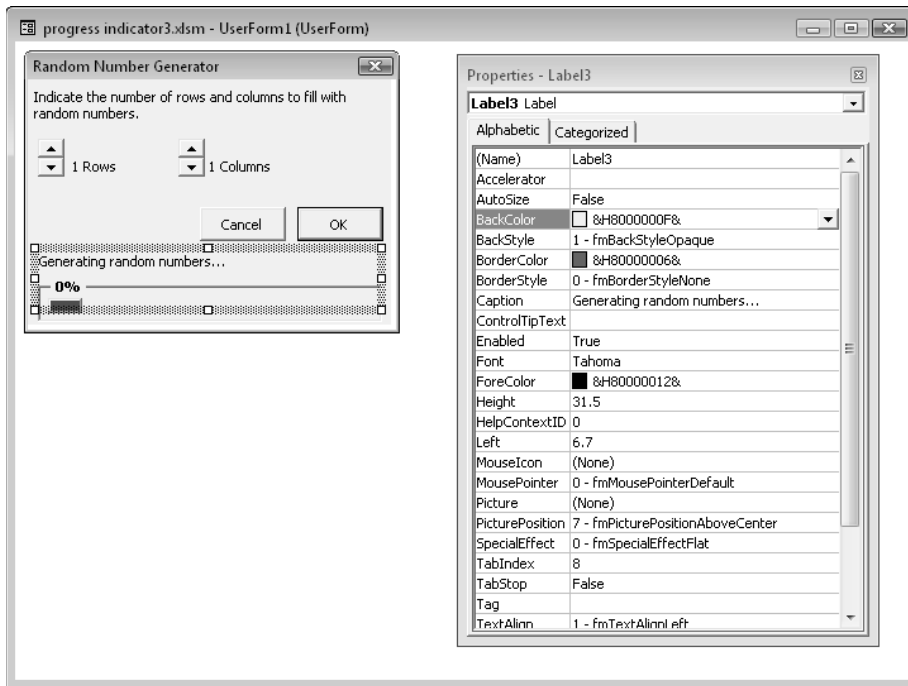 progress indicator3.xlsm - UserForm1 (UserForm)
Random Number Generator
Indicate the number of rows and columns to fill with
random numbers.
1 Rows
1 Columns
Cancel
OK
Generating random numbers...
0%
Properties - Label3
Label3 Label
Alphabetic
Categorized
(Name) Label3
Accelerator
AutoSize False
BackColor &H8000000F&
BackStyle 1 - fmBackStyleOpaque
BorderColor &H80000006&
BorderStyle 0 - fmBorderStyleNone
Caption Generating random numbers...
ControlTipText
Enabled True
Font Tahoma
ForeColor &H80000012&
Height 31.5
HelpContextID 0
Left 6.7
MouseIcon (None)
MousePointer 0 - fmMousePointerDefault
Picture (None)
PicturePosition 7 - fmPicturePositionAboveCenter
SpecialEffect 0 - fmSpecialEffectFlat
TabIndex 8
TabStop False
Tag
TextAlign 1 - fmTextAlignLeft